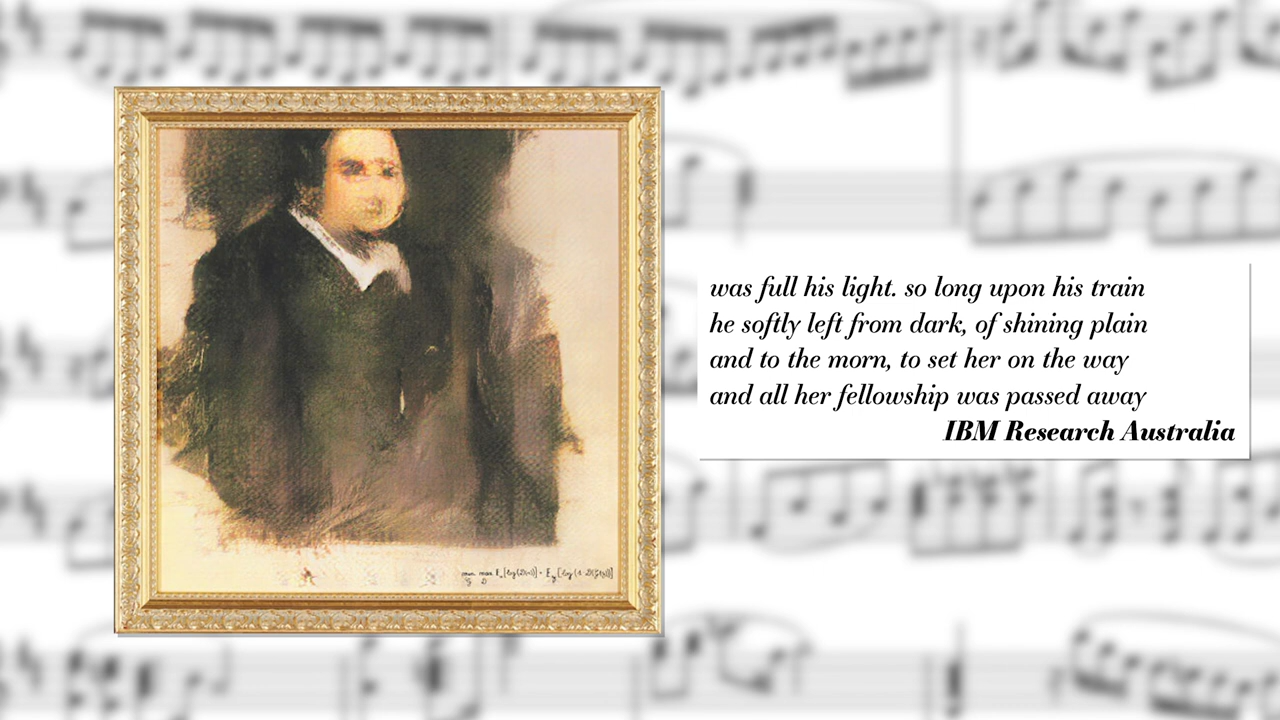 was full his light. so long upon his train
he softly left from dark, of shining plain
and to the morn, to set her on the way
and all her fellowship was passed away
IBM Research Australia